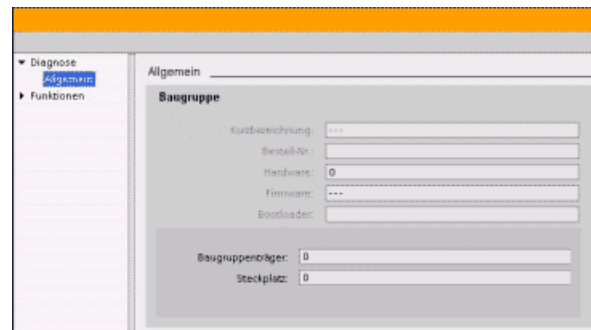 Diagnose
Allgemein
Funktionen
Allgemein
Baugruppe
Kurzbezeichnung: ---
Bestell-Nr.:
Hardware: 0
Firmware: ---
Bootloader:
Baugruppenträger: 0
Steckplatz: 0